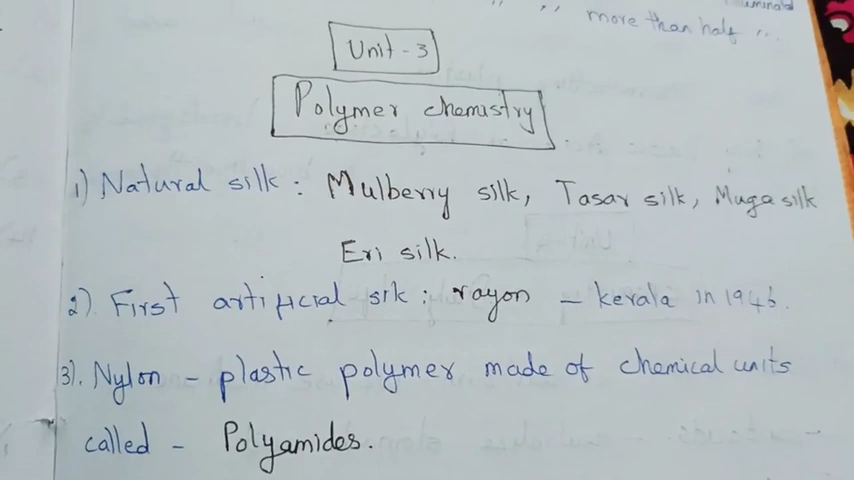 more than half
Unit - 3
Polymer chemistry
1) Natural silk : Mulberry silk, Tasar silk, Muga silk
Eri silk.
2) First artificial sik : rayon - kerala in 1946.
3). Nylon - plastic polymer made of chemical units
called - Polyamides.